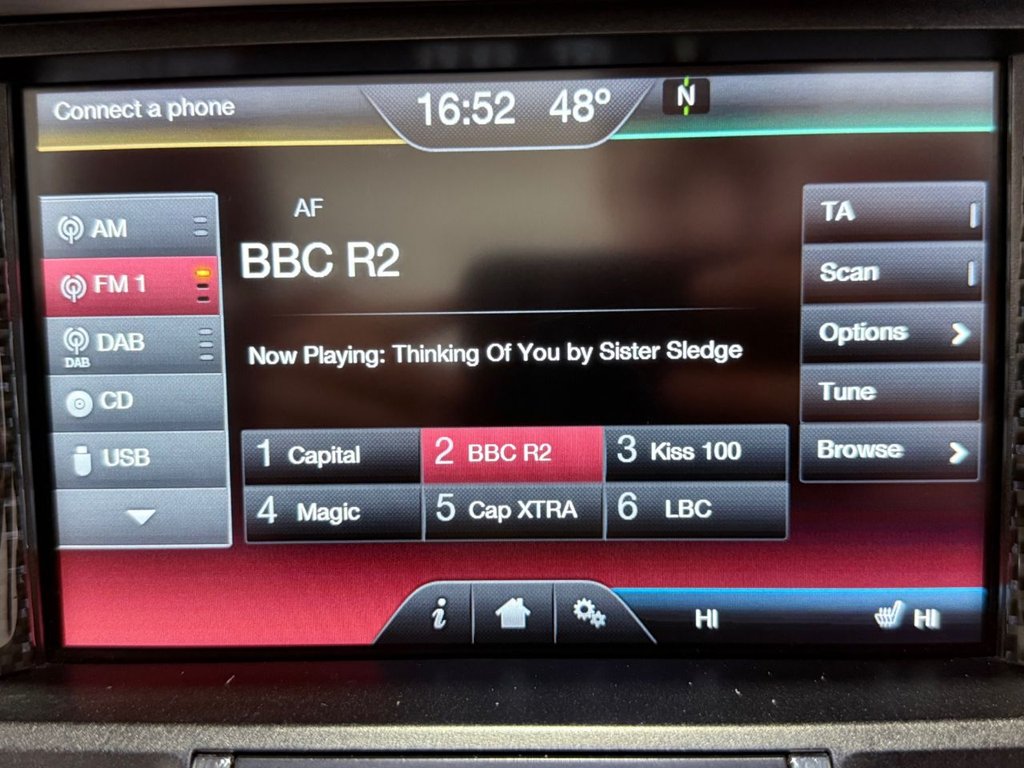 Connect a phone
16:52 48º
N
AM
FM 1
DAB
DAB
CD
USB
AF
BBC R2
Now Playing: Thinking Of You by Sister Sledge
1 Capital
2 BBC R2
3 Kiss 100
4 Magic
5 Cap XTRA
6 LBC
TA
Scan
Options
Tune
Browse
i
HI
HI